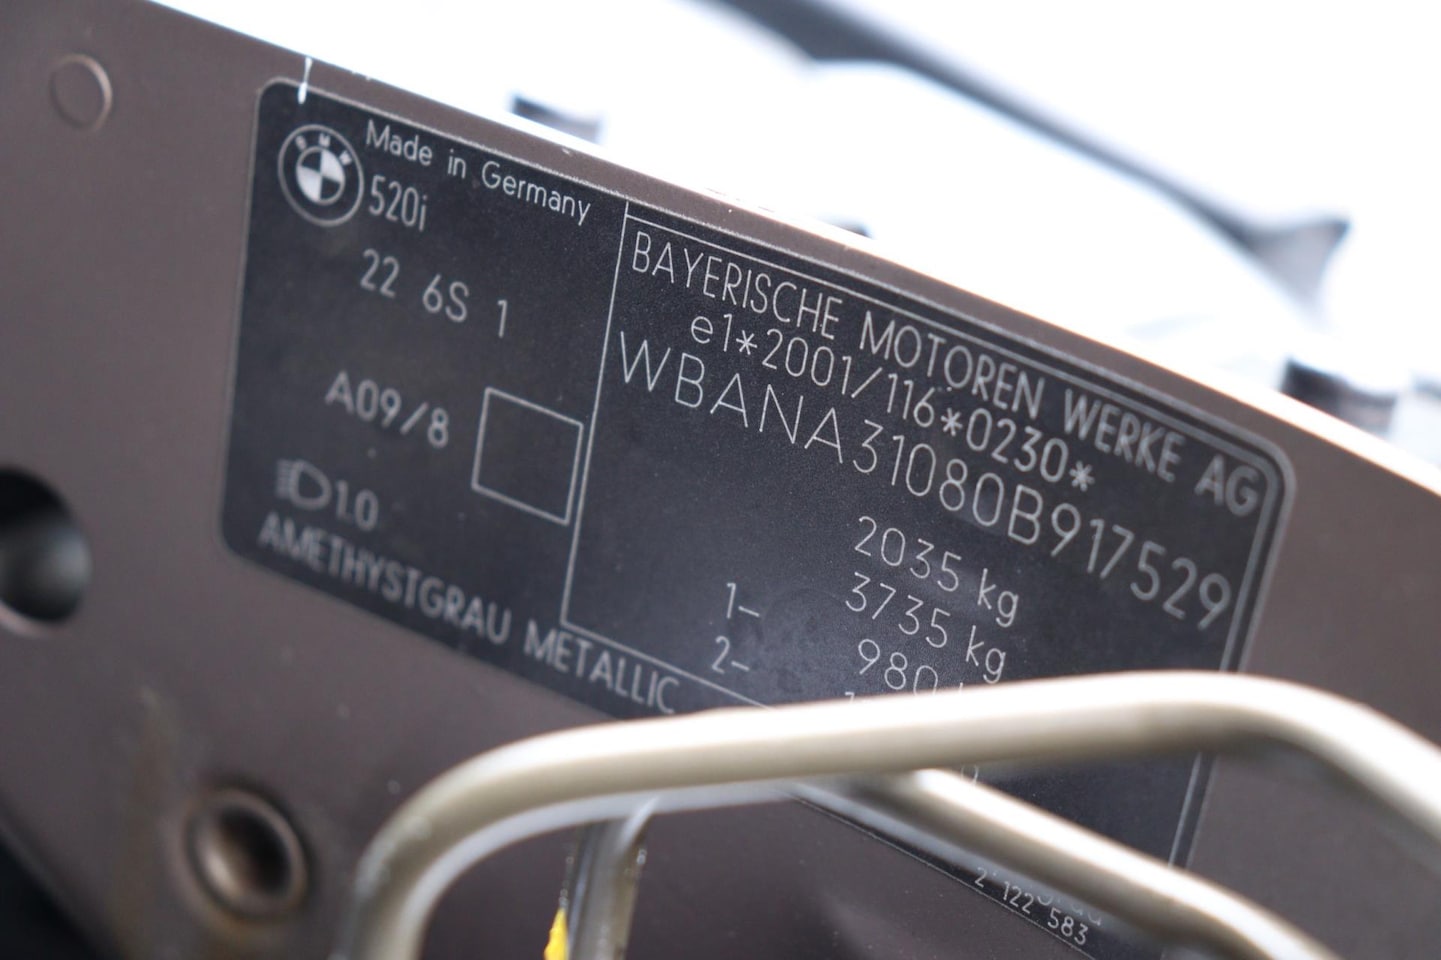 BMW
Made in Germany
520i
22 6S 1
A09/8
1.0
AMETHYSTGRAU METALLIC
BAYERISCHE MOTOREN WERKE AG
e1*2001/116*0230*
WBANA31080B917529
2035 kg
3735 kg
1– 980
2–
2 122 583